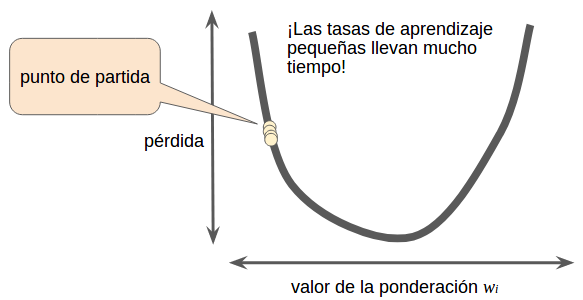 ¡Las tasas de aprendizaje
pequeñas llevan mucho
tiempo!
punto de partida
pérdida
valor de la ponderación wi